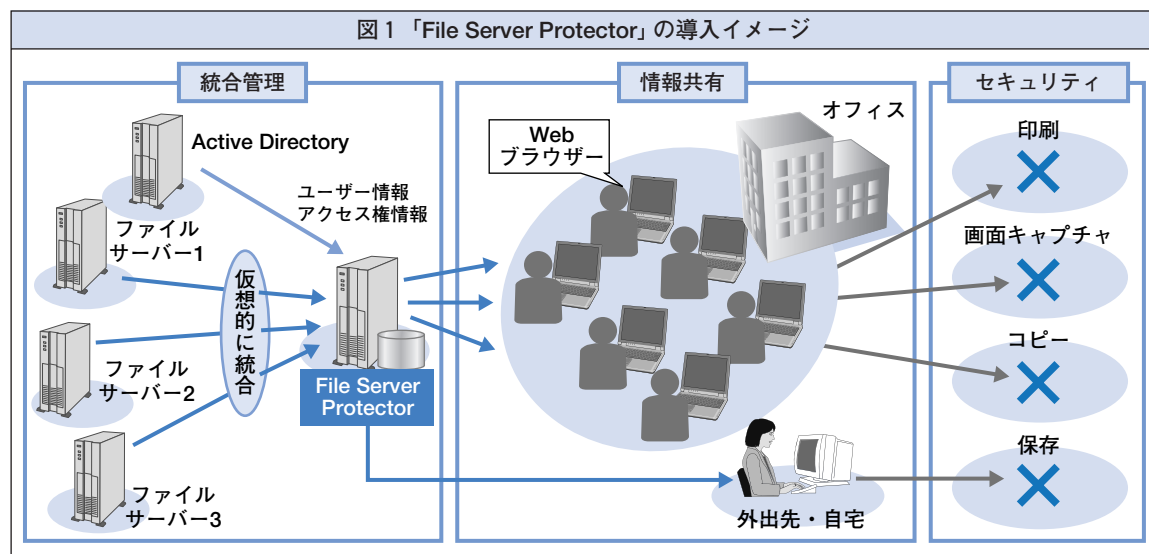 図1 「File Server Protector」の導入イメージ
統合管理
Active Directory
ユーザー情報
アクセス権情報
ファイル
サーバー1
ファイル
サーバー2
ファイル
サーバー3
仮想的に統合
File Server
Protector
情報共有
Web
ブラウザー
オフィス
外出先・自宅
セキュリティ
印刷
画面キャプチャ
コピー
保存